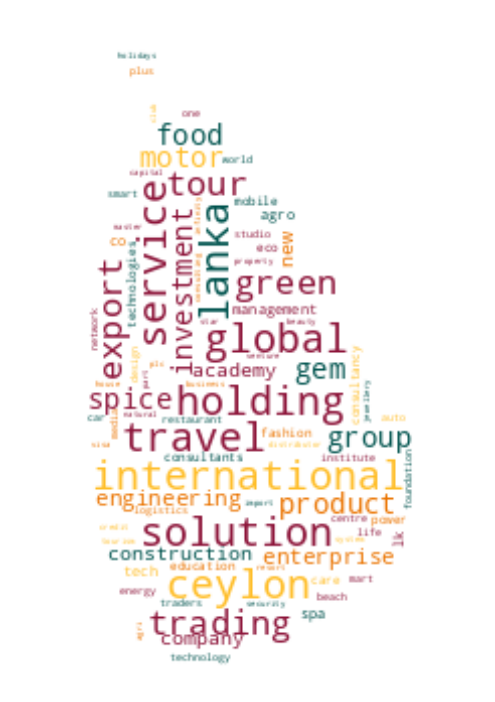 holidays
plus
club
one
food
motor
world
capital
tour
smart
service
investment
infinity
lanka
mobile
agro
master
co
technologies
studio
eco
new
property
consulting
export
green
management
network
star
beauty
global
design
venture
plc
academy
gem
consultancy
house
part
business
jewellery
spice
holding
car
natural
restaurant
auto
media
travel
fashion
group
visa
distributor
consultants
institute
international
foundation
engineering
import
product
logistics
centre
power
credit
solution
life
lk
tourism
system
construction
enterprise
tech
education
resort
ceylon
care
mart
energy
beach
traders
security
spa
agri
trading
company
technology